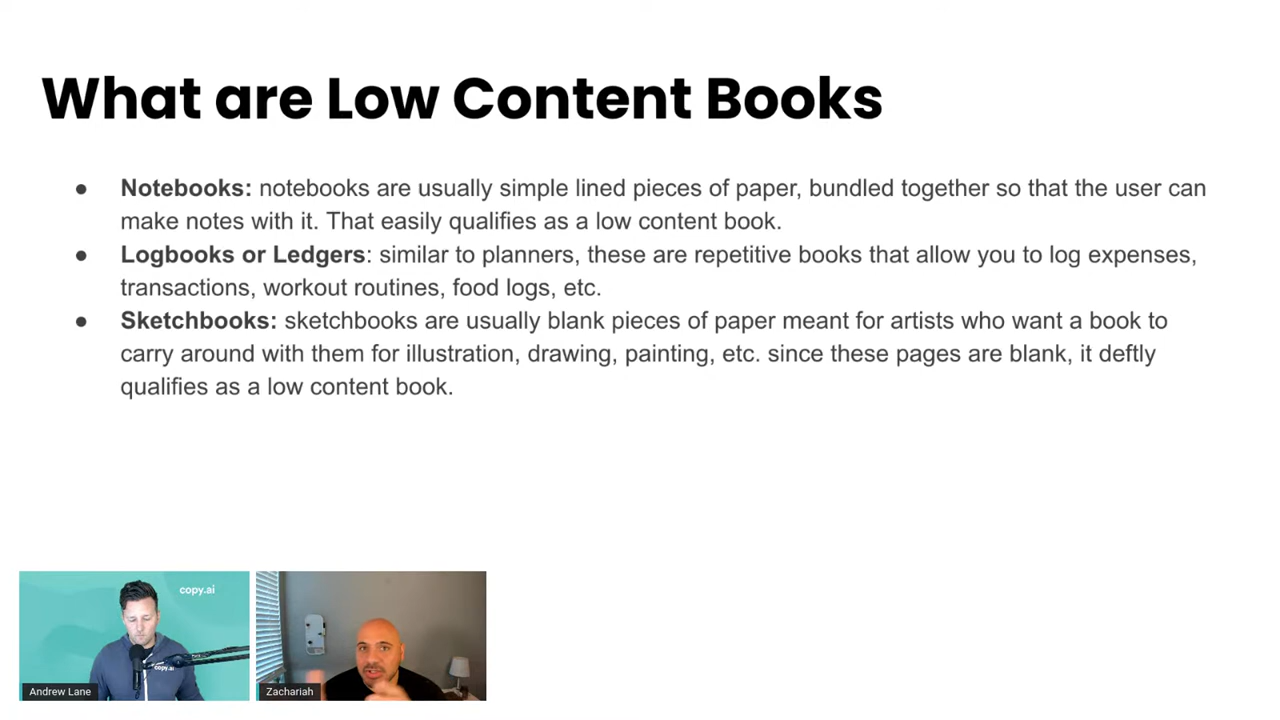 What are Low Content Books
● Notebooks: notebooks are usually simple lined pieces of paper, bundled together so that the user can
make notes with it. That easily qualifies as a low content book.
● Logbooks or Ledgers: similar to planners, these are repetitive books that allow you to log expenses,
transactions, workout routines, food logs, etc.
● Sketchbooks: sketchbooks are usually blank pieces of paper meant for artists who want a book to
carry around with them for illustration, drawing, painting, etc. since these pages are blank, it deftly
qualifies as a low content book.
copy.ai
copy.ai
Andrew Lane
Zachariah